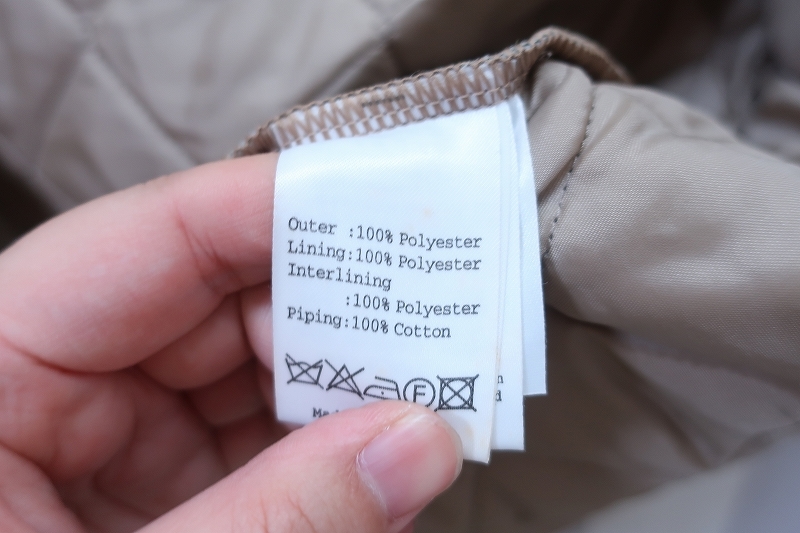 Outer :100% Polyester
Lining:100% Polyester
Interlining
:100% Polyester
Piping:100% Cotton
F